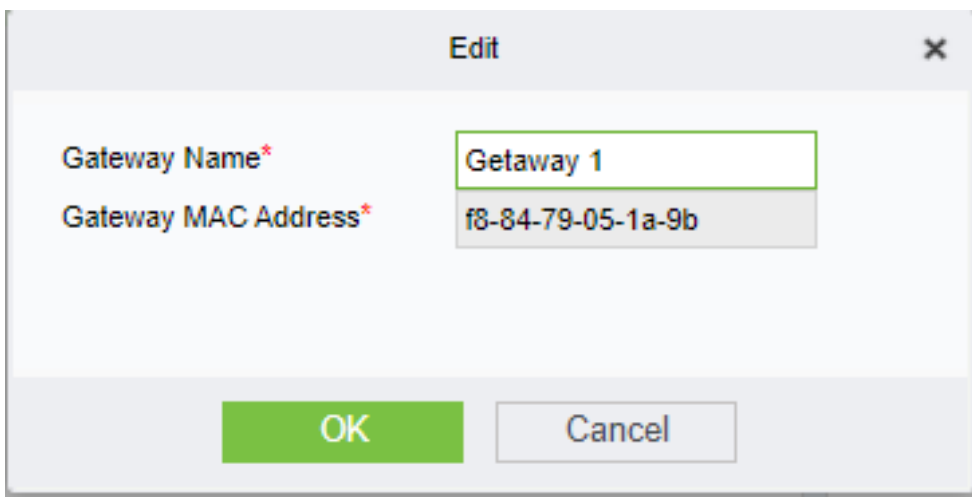 Edit
Gateway Name* Getaway 1
Gateway MAC Address* f8-84-79-05-1a-9b
OK Cancel